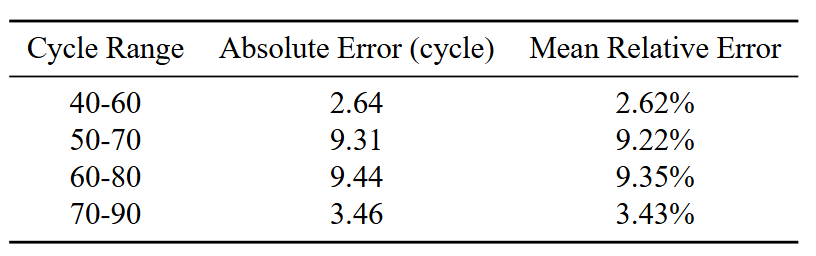 Cycle Range Absolute Error (cycle) Mean Relative Error
40-60 2.64 2.62%
50-70 9.31 9.22%
60-80 9.44 9.35%
70-90 3.46 3.43%